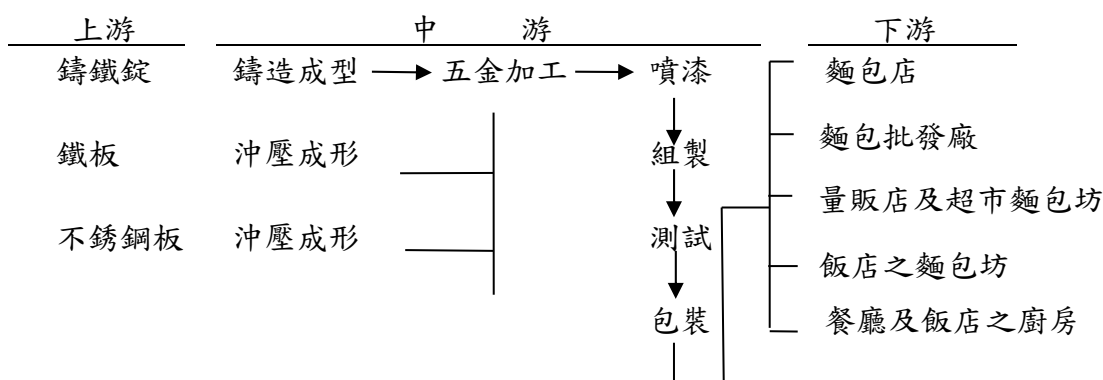 上游 中 游 下游
鑄鐵錠 鑄造成型 五金加工 噴漆 麵包店
麵包批發廠
鐵板 沖壓成形 組製
量販店及超市麵包坊
不銹鋼板 沖壓成形 測試
飯店之麵包坊
包裝 餐廳及飯店之廚房